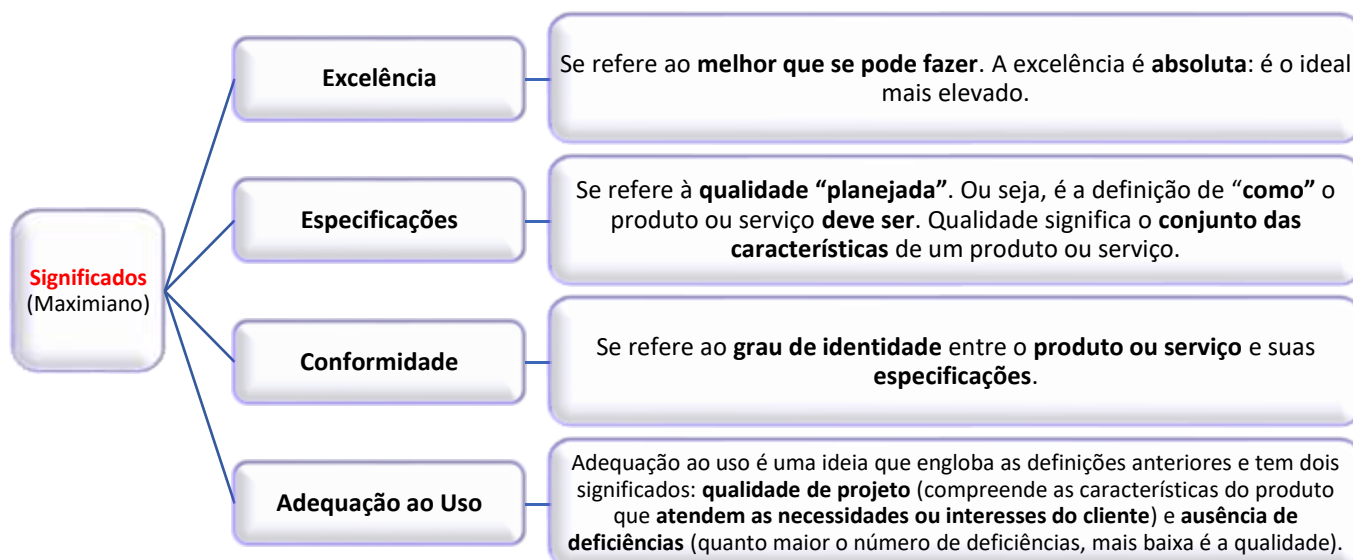 Excelência
Se refere ao melhor que se pode fazer. A excelência é absoluta: é o ideal
mais elevado.
Especificações
Se refere à qualidade “planejada”. Ou seja, é a definição de “como” o
produto ou serviço deve ser. Qualidade significa o conjunto das
características de um produto ou serviço.
Significados
(Maximiano)
Conformidade
Se refere ao grau de identidade entre o produto ou serviço e suas
especificações.
Adequação ao Uso
Adequação ao uso é uma ideia que engloba as definições anteriores e tem dois
significados: qualidade de projeto (compreende as características do produto
que atendem as necessidades ou interesses do cliente) e ausência de
deficiências (quanto maior o número de deficiências, mais baixa é a qualidade).